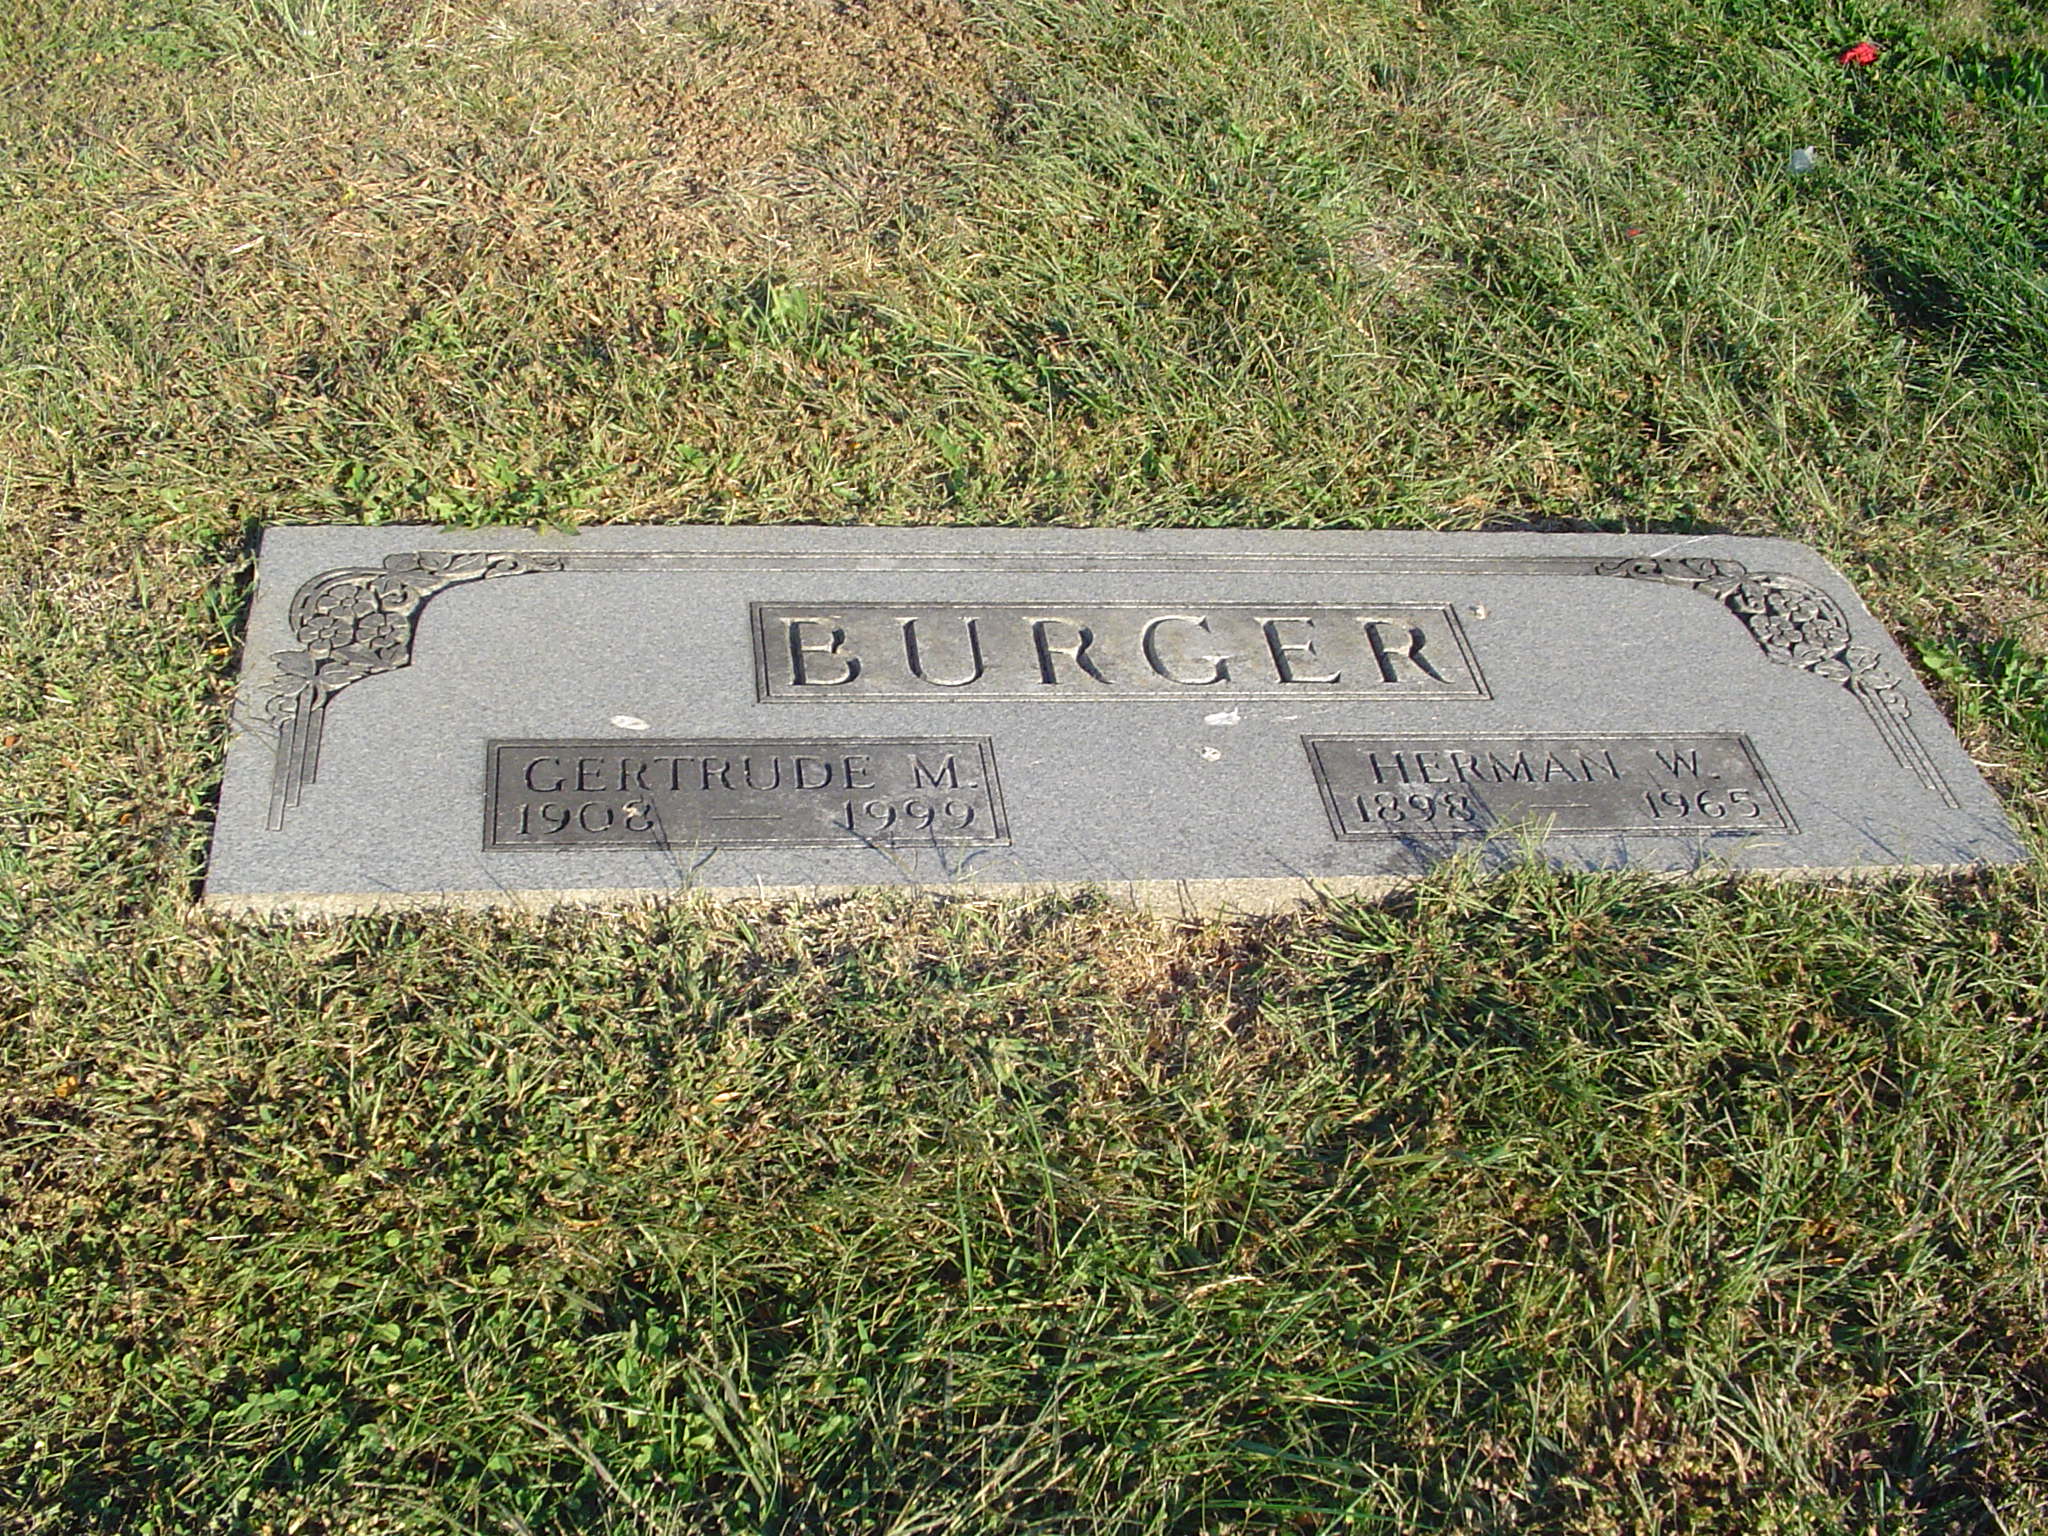 BURGER
GERTRUDE M.
1908 — 1999
HERMAN W.
1898 — 1965